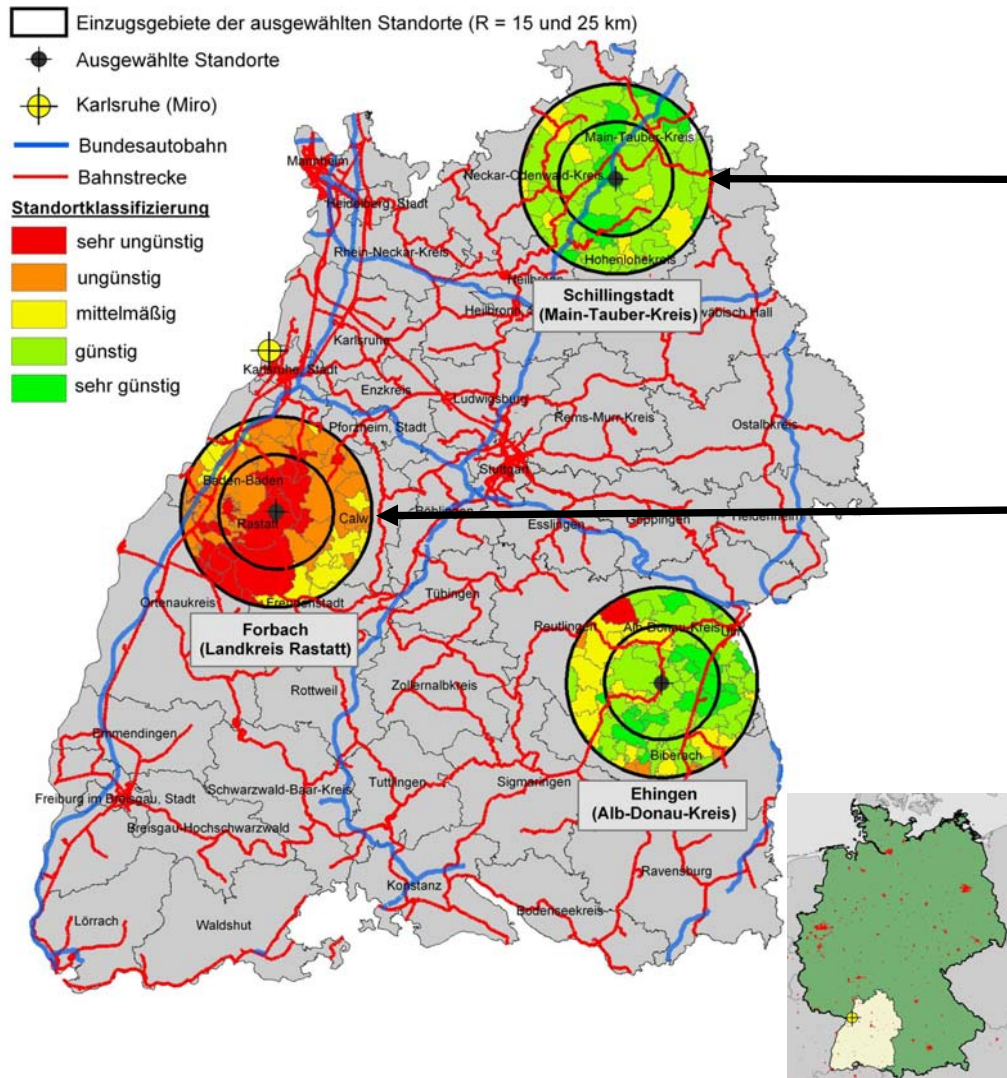 Einzugsgebiete der ausgewählten Standorte (R = 15 und 25 km)
Ausgewählte Standorte
Karlsruhe (Miro)
Bundesautobahn
Bahnstrecke
Standortklassifizierung
sehr ungünstig
ungünstig
mittelmäßig
günstig
sehr günstig
Main-Tauber-Kreis
Mannheim
Neckar-Odenwald-Kreis
Heidelberg, Stadt
Rhein-Neckar-Kreis
Hohenlohekreis
Heilbronn
Schillingstadt
(Main-Tauber-Kreis)
Heilbronn,
wäbisch Hall
Karlsruhe
Karlsruhe, Stadt
Enzkreis
Ludwigsburg
Rems-Murr-Kreis
Ostalbkreis
Pforzheim, Stadt
Stuttgart
Baden-Baden
Rastatt
Calw
Böblingen
Esslingen
Göppingen
Heidenheim
Ortenaukreis
Freudenstadt
Tübingen
Reutlingen
Alb-Donau-Kreis
Ulm
Forbach
(Landkreis Rastatt)
Rottweil
Zollernalbkreis
Emmendingen
Biberach
Tuttlingen
Sigmaringen
Ehingen
(Alb-Donau-Kreis)
Schwarzwald-Baar-Kreis
Freiburg im Breisgau, Stadt
Breisgau-Hochschwarzwald
Ravensburg
Konstanz
Bodenseekreis
Lörrach
Waldshut